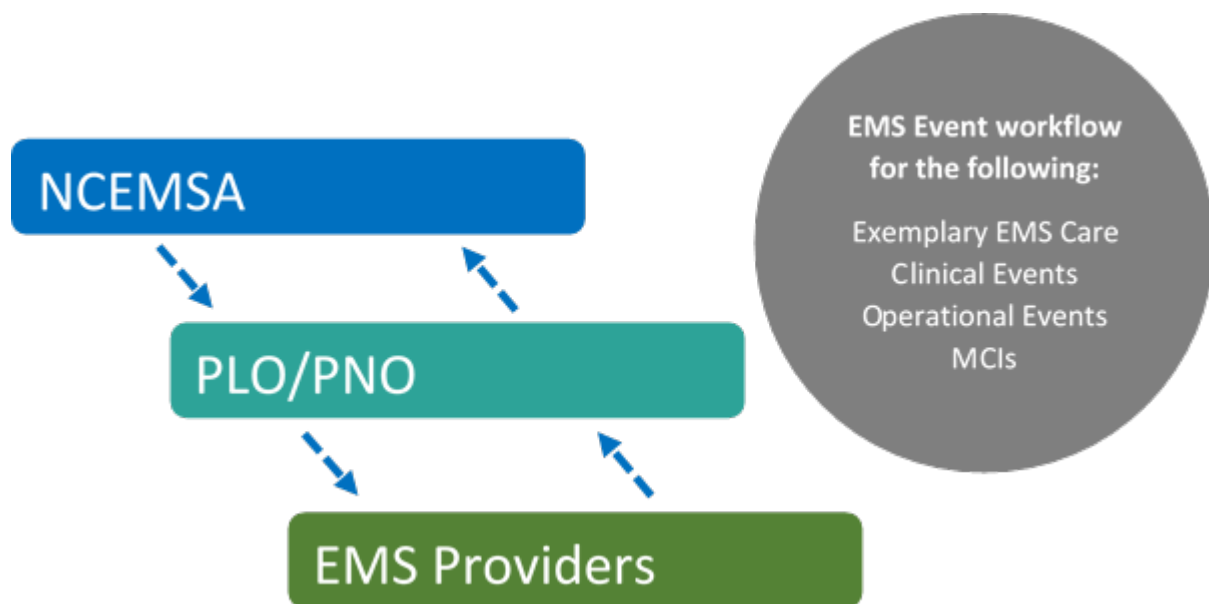 NCEMSA
PLO/PNO
EMS Providers
EMS Event workflow
for the following:
Exemplary EMS Care
Clinical Events
Operational Events
MCIs